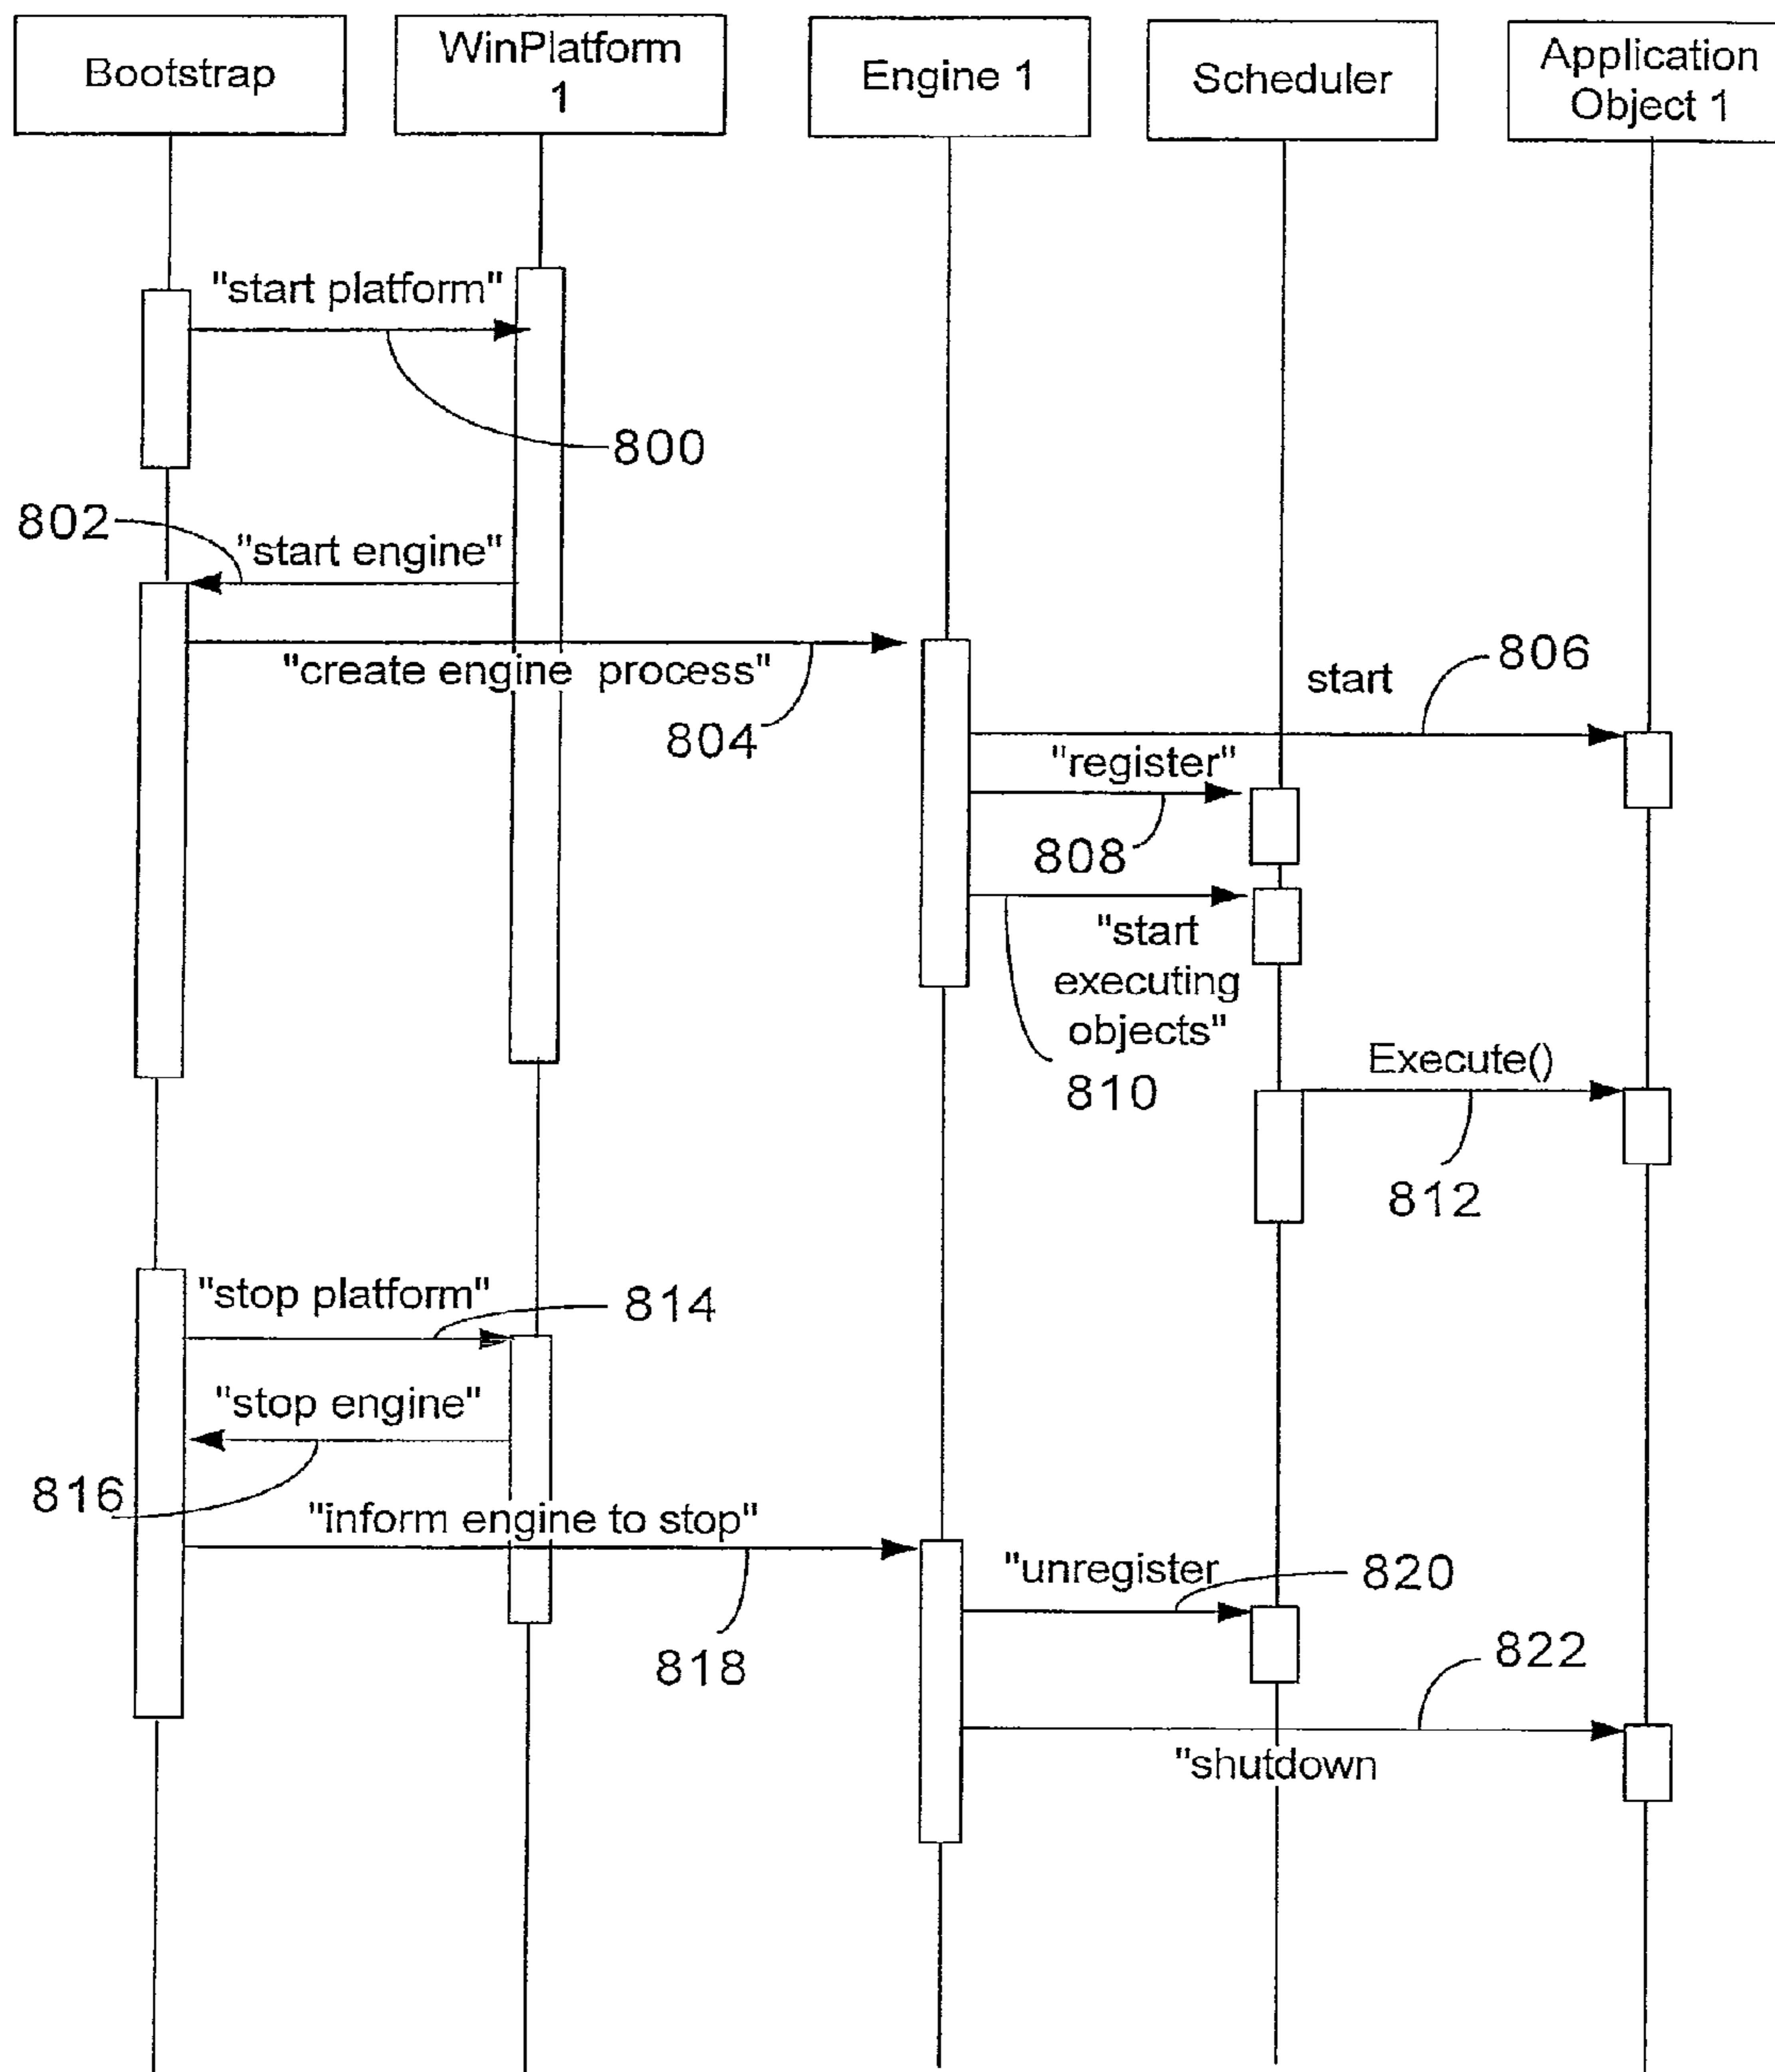 Bootstrap
WinPlatform
1
Engine 1
Scheduler
Application
Object 1
"start platform"
800
802
"start engine"
"create engine process"
804
start
806
"register"
808
"start
executing
objects"
810
Execute()
812
"stop platform"
814
"stop engine"
816
"inform engine to stop"
818
"unregister
820
822
"shutdown